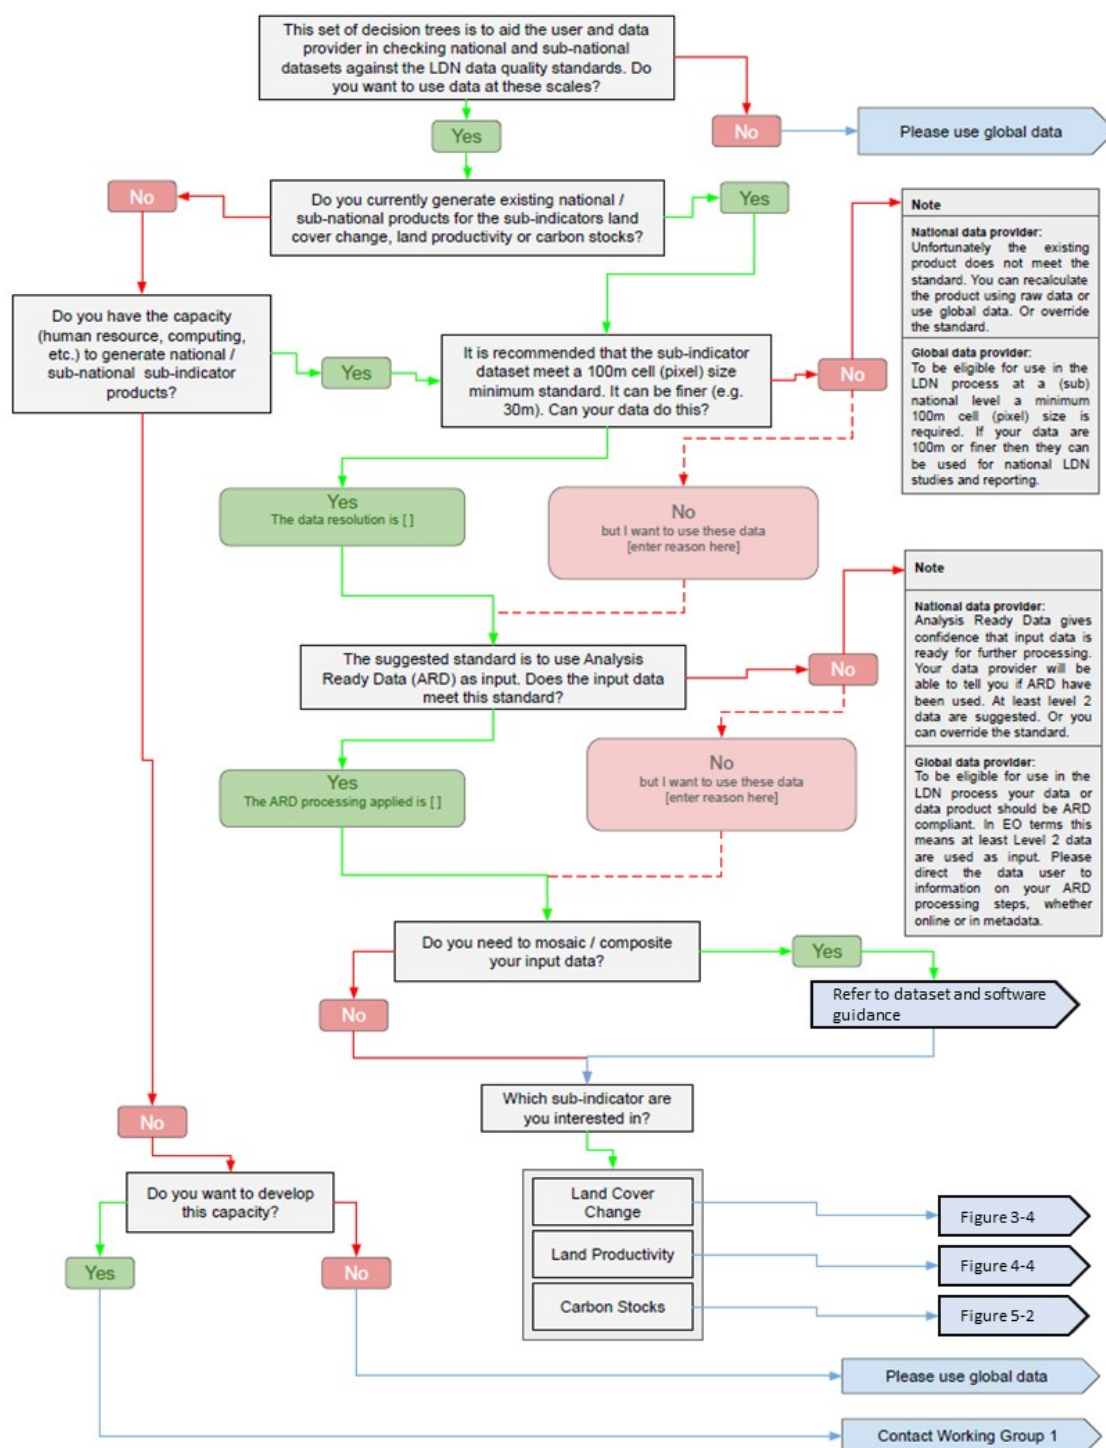 This set of decision trees is to aid the user and data
provider in checking national and sub-national
datasets against the LDN data quality standards. Do
you want to use data at these scales?
Yes
No
Please use global data
No
Do you currently generate existing national /
sub-national products for the sub-indicators land
cover change, land productivity or carbon stocks?
Yes
Note
National data provider:
Unfortunately the existing
product does not meet the
standard. You can recalculate
the product using raw data or
use global data. Or override
the standard.
Global data provider:
To be eligible for use in the
LDN process at a (sub)
national level a minimum
100m cell (pixel) size is
required. If your data are
100m or finer then they can
be used for national LDN
studies and reporting.
Do you have the capacity
(human resource, computing,
etc.) to generate national /
sub-national sub-indicator
products?
Yes
It is recommended that the sub-indicator
dataset meet a 100m cell (pixel) size
minimum standard. It can be finer (e.g.
30m). Can your data do this?
No
Yes
The data resolution is [ ]
No
but I want to use these data
[enter reason here]
Note
National data provider:
Analysis Ready Data gives
confidence that input data is
ready for further processing.
Your data provider will be
able to tell you if ARD have
been used. At least level 2
data are suggested. Or you
can override the standard.
Global data provider:
To be eligible for use in the
LDN process your data or
data product should be ARD
compliant. In EO terms this
means at least Level 2 data
are used as input. Please
direct the data user to
information on your ARD
processing steps, whether
online or in metadata.
The suggested standard is to use Analysis
Ready Data (ARD) as input. Does the input data
meet this standard?
No
Yes
The ARD processing applied is [ ]
No
but I want to use these data
[enter reason here]
Do you need to mosaic / composite
your input data?
Yes
No
Refer to dataset and software
guidance
Which sub-indicator are
you interested in?
No
Do you want to develop
this capacity?
Land Cover
Change
Figure 3-4
Land Productivity
Figure 4-4
Carbon Stocks
Figure 5-2
Yes
No
Please use global data
Contact Working Group 1